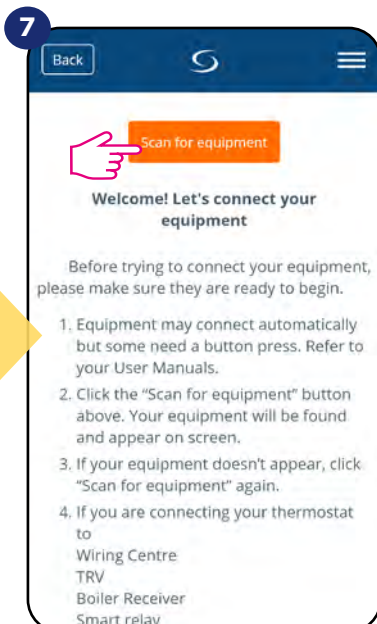 7
Back
Scan for equipment
Welcome! Let's connect your
equipment
Before trying to connect your equipment,
please make sure they are ready to begin.
1. Equipment may connect automatically
but some need a button press. Refer to
your User Manuals.
2. Click the “Scan for equipment” button
above. Your equipment will be found
and appear on screen.
3. If your equipment doesn't appear, click
“Scan for equipment” again.
4. If you are connecting your thermostat
to
Wiring Centre
TRV
Boiler Receiver
Smart relay